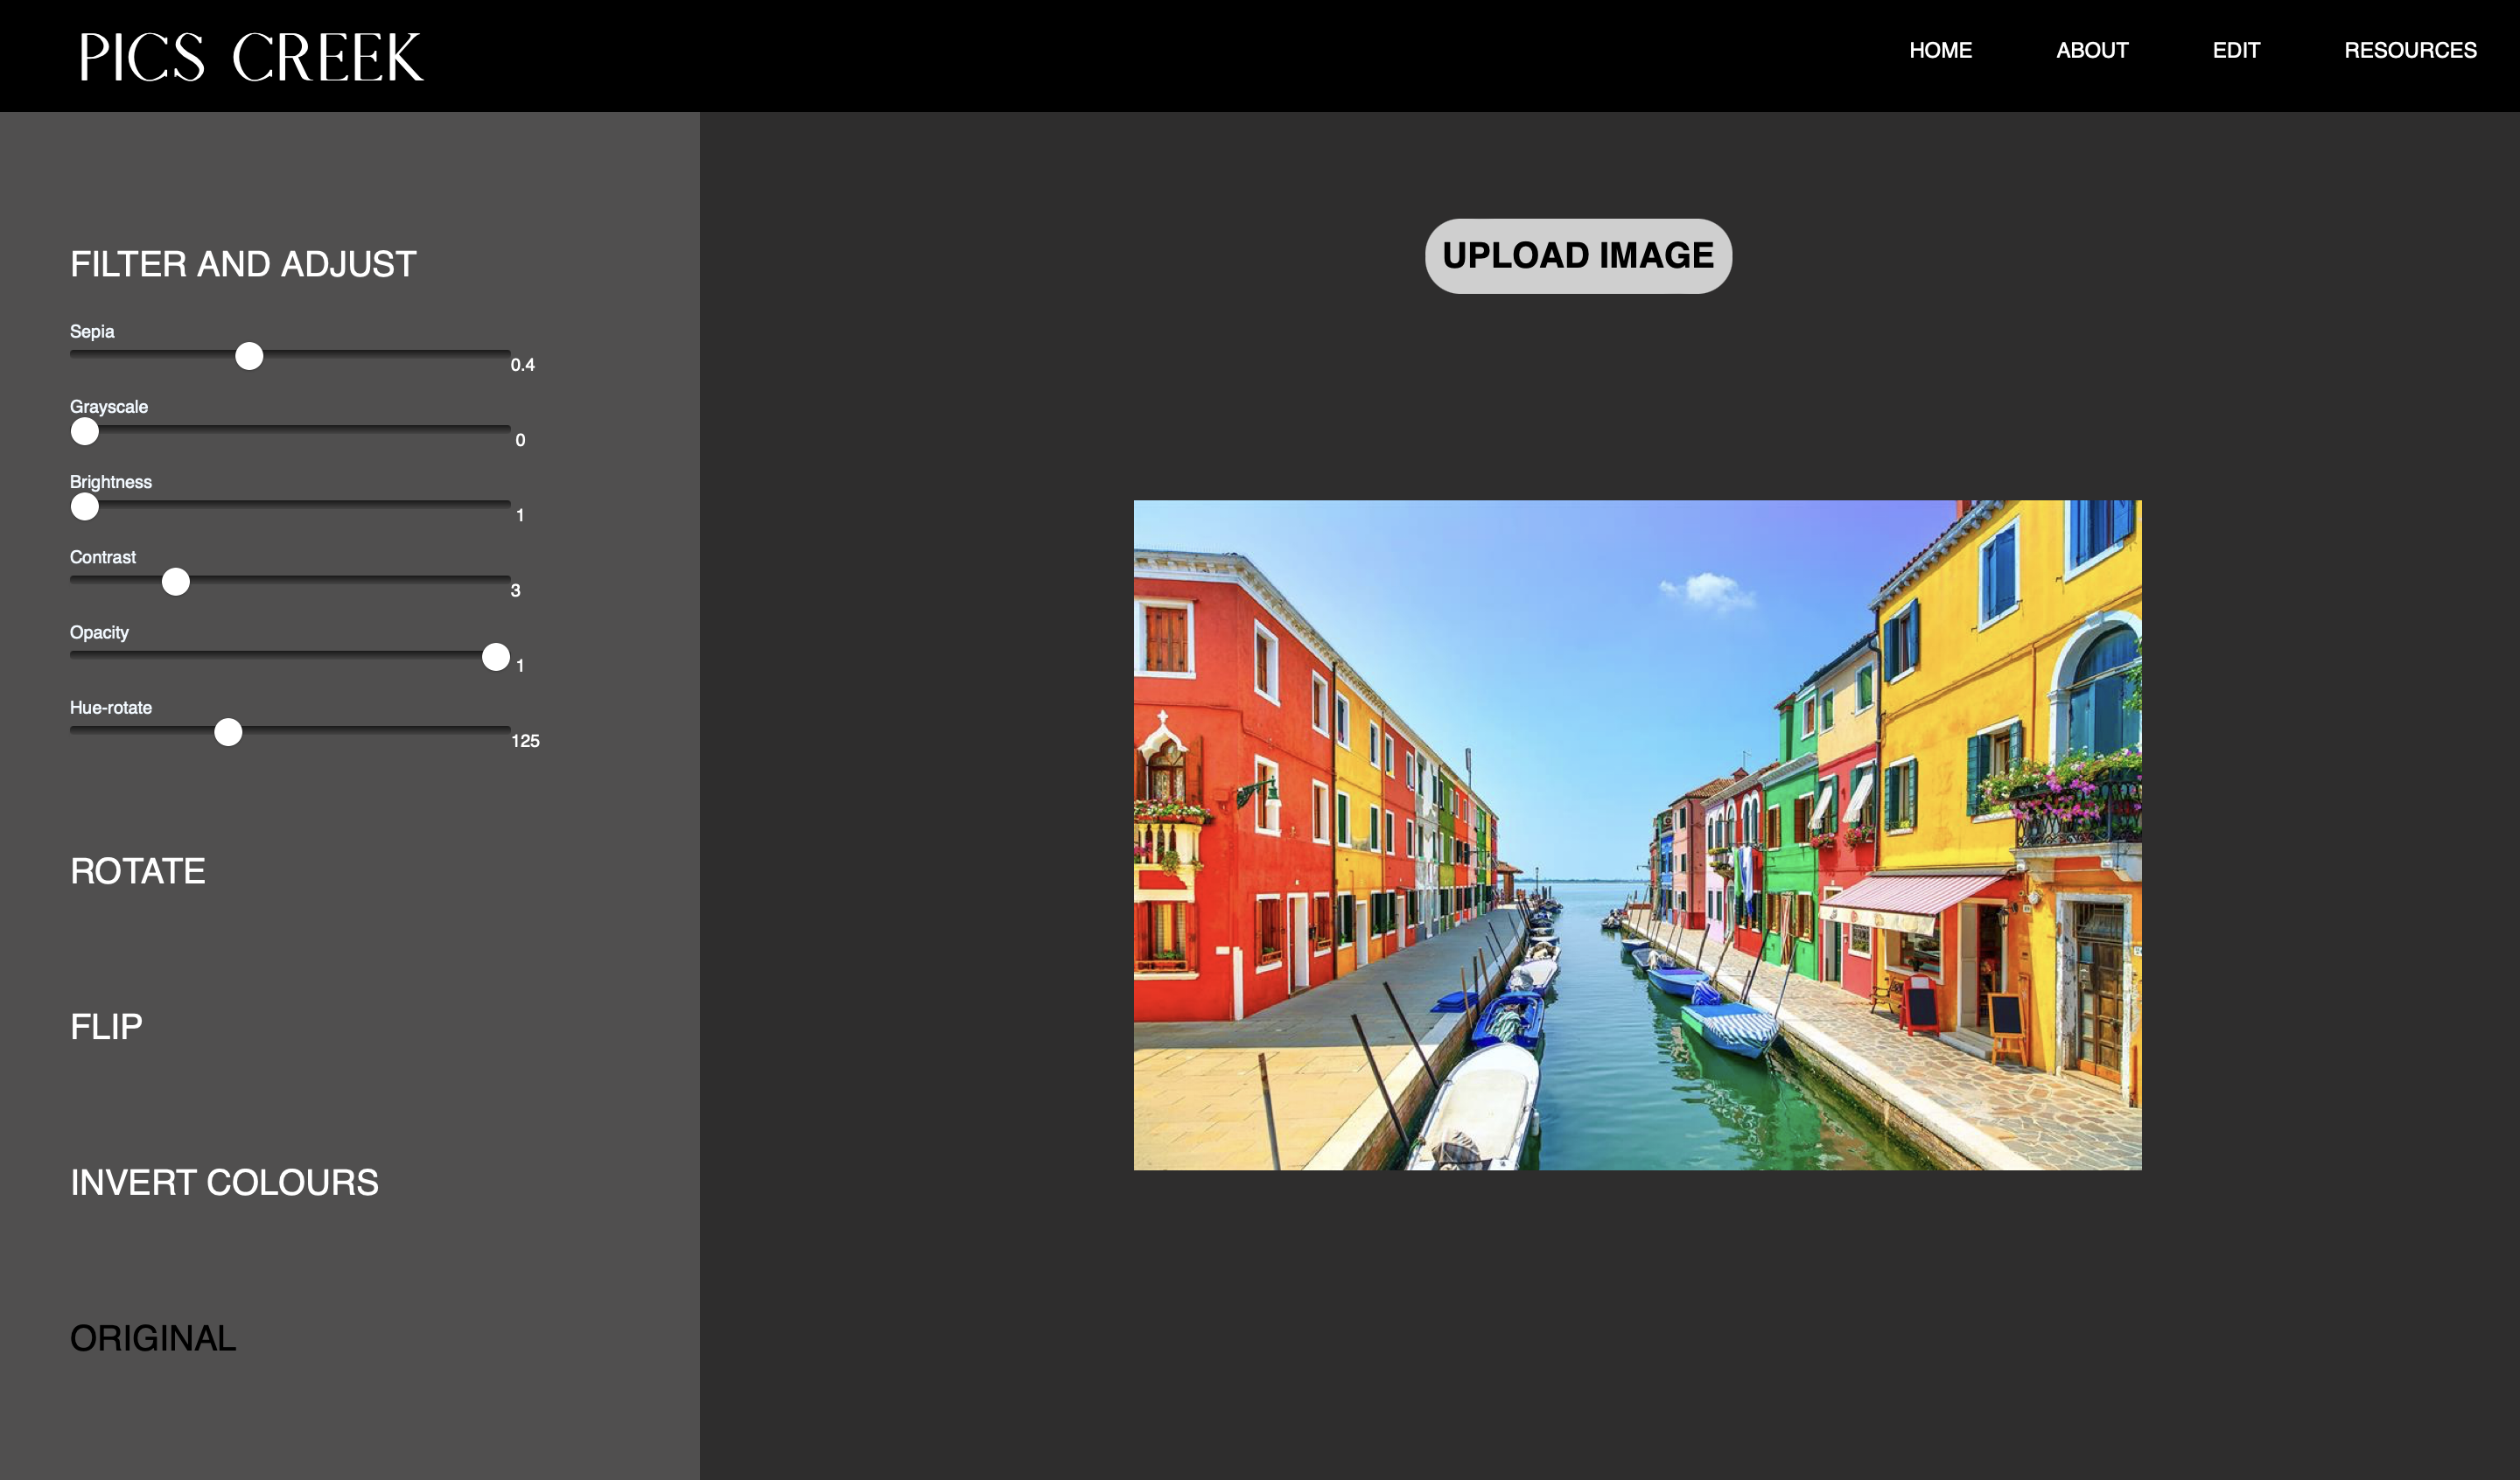 PICS CREEK
HOME ABOUT EDIT RESOURCES
FILTER AND ADJUST
UPLOAD IMAGE
Sepia
0.4
Grayscale
0
Brightness
1
Contrast
3
Opacity
1
Hue-rotate
125
ROTATE
FLIP
INVERT COLOURS
ORIGINAL